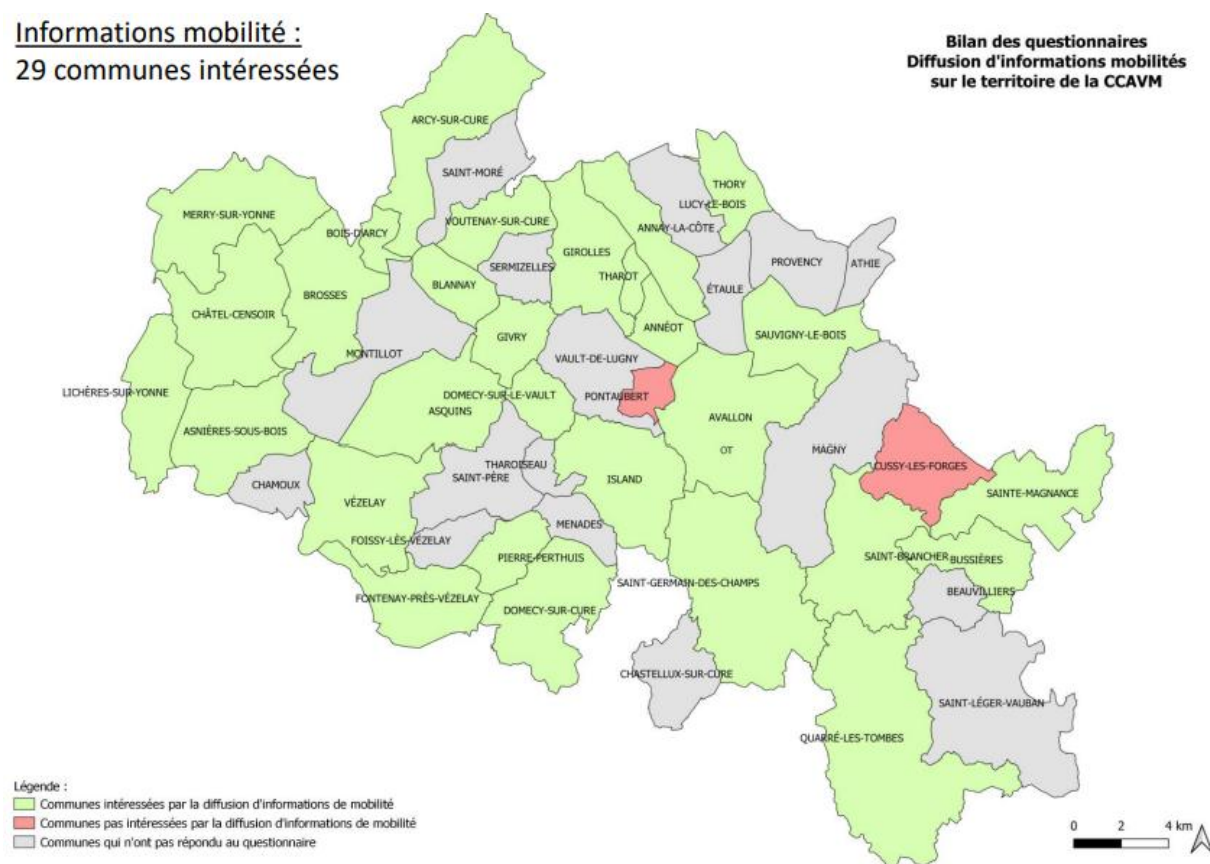 Informations mobilité :
29 communes intéressées
Bilan des questionnaires
Diffusion d'informations mobilités
sur le territoire de la CCAVM
ARCY-SUR-CURE
SAINT-MORÉ
THORY
LUCY-LE-BOIS
MERRY-SUR-YONNE
VOUTENAY-SUR-CURE
ANNAY-LA-CÔTE
BOIS-D'ARCY
GIROLLES
SERMIZELLES
PROVENCY
ATHIE
THAROT
BLANNAY
ÉTAULE
BROSSES
CHÂTEL-CENSOIR
ANNÉOT
GIVRY
SAUVIGNY-LE-BOIS
MONTILLOT
VAULT-DE-LUGNY
LICHÈRES-SUR-YONNE
DOMECY-SUR-LE-VAULT
PONTAUBERT
ASQUINS
AVALLON
ASNIÈRES-SOUS-BOIS
OT
MAGNY
CUSSY-LES-FORGES
THAROISEAU
SAINT-PÈRE
ISLAND
CHAMOUX
SAINTE-MAGNANCE
VÉZELAY
MENADES
FOISSY-LÈS-VÉZELAY
SAINT-BRANCHER
BUSSIÈRES
PIERRE-PERTHUIS
SAINT-GERMAIN-DES-CHAMPS
BEAUVILLIERS
FONTENAY-PRÈS-VÉZELAY
DOMECY-SUR-CURE
CHASTELLUX-SUR-CURE
SAINT-LÉGER-VAUBAN
QUARRÉ-LES-TOMBES
Légende :
Communes intéressées par la diffusion d'informations de mobilité
Communes pas intéressées par la diffusion d'informations de mobilité
Communes qui n'ont pas répondu au questionnaire
0 2 4 km